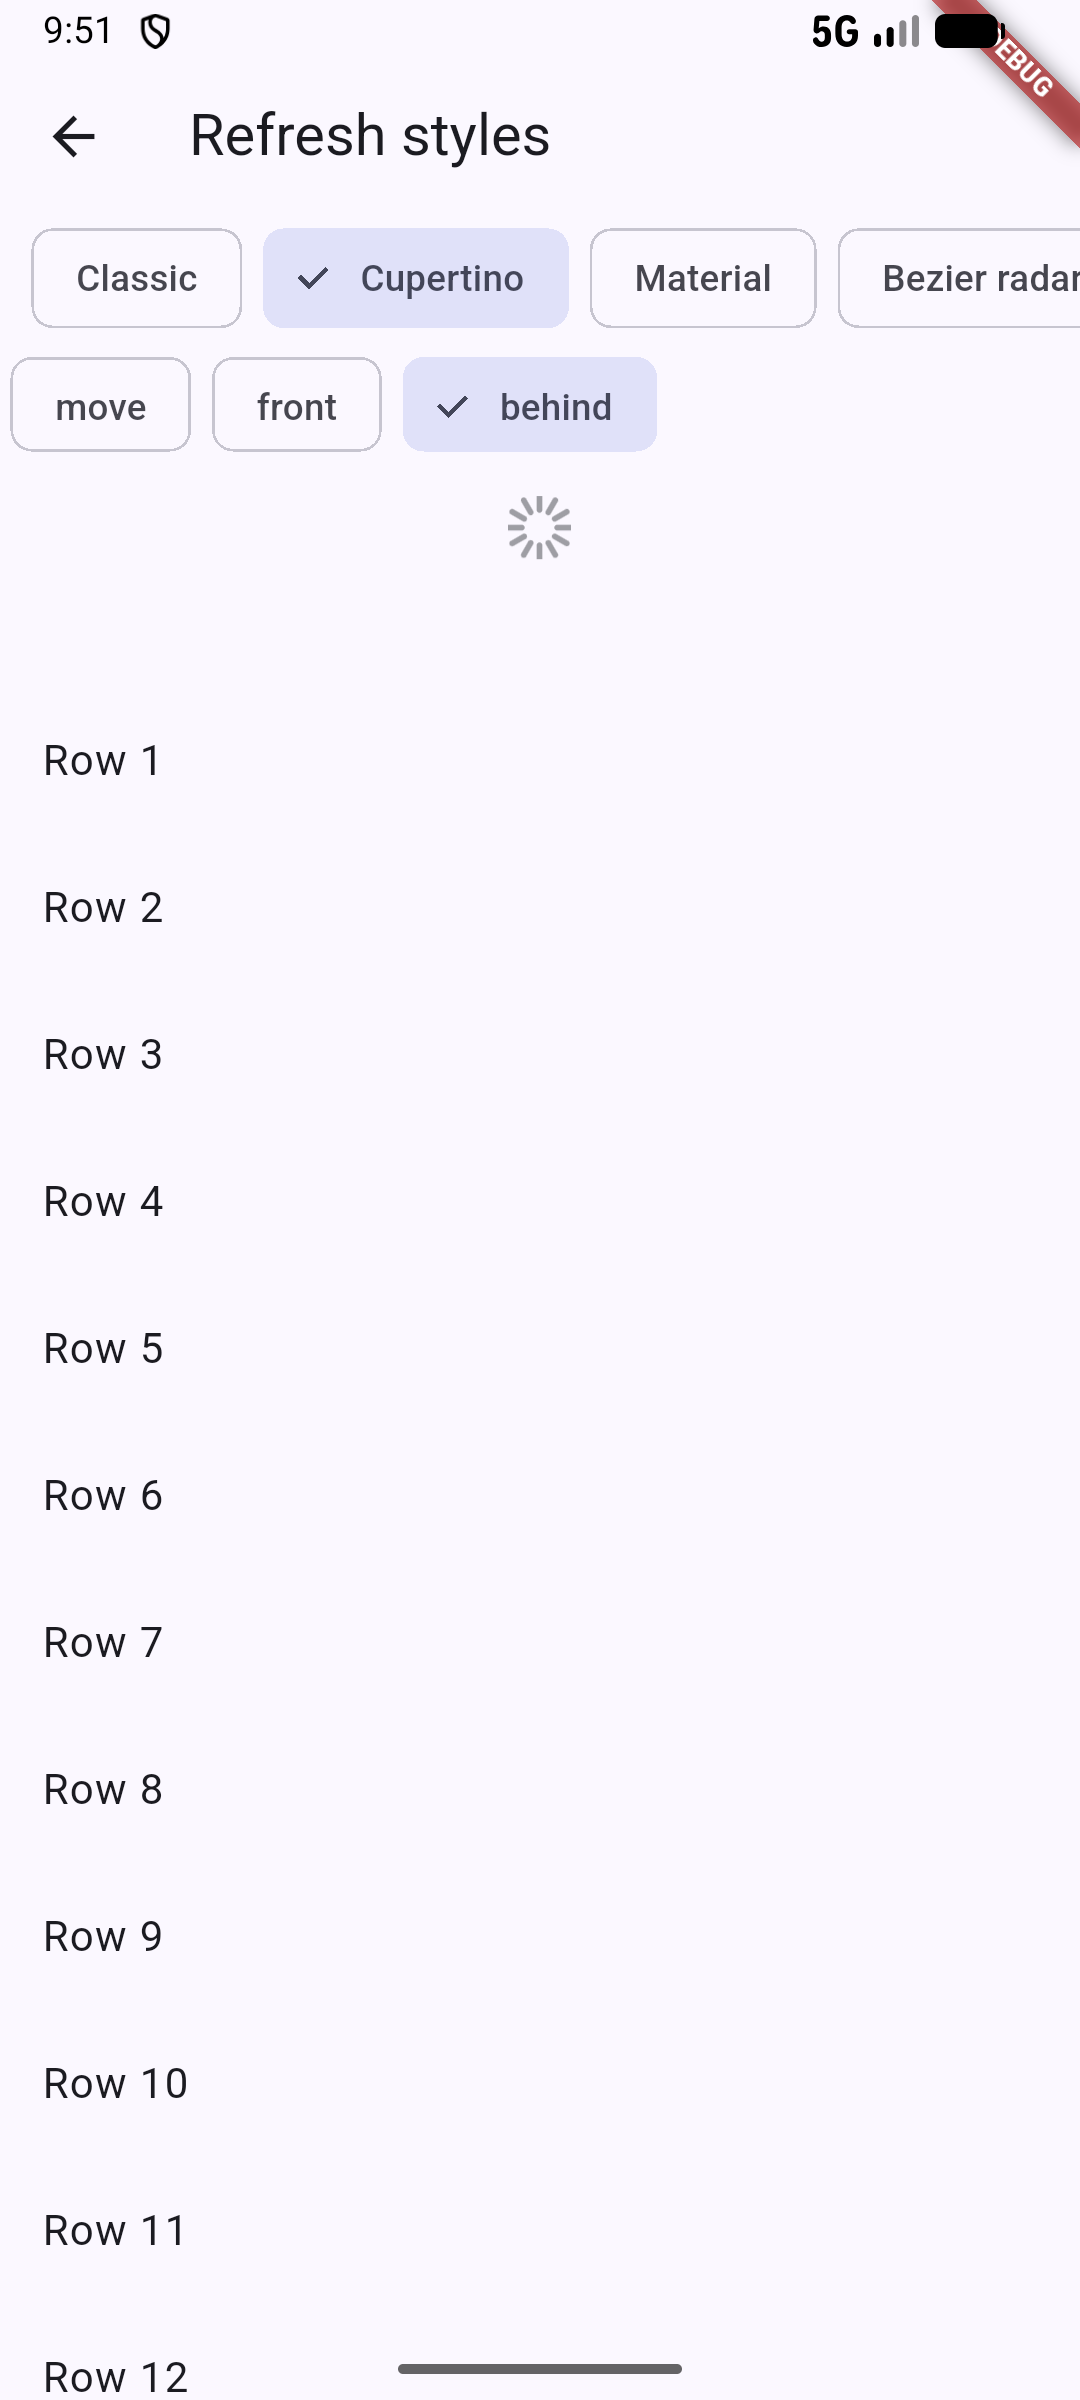 9:51 5G
EBUG
Refresh styles
Classic Cupertino Material Bezier radar
move front behind
Row 1
Row 2
Row 3
Row 4
Row 5
Row 6
Row 7
Row 8
Row 9
Row 10
Row 11
Row 12